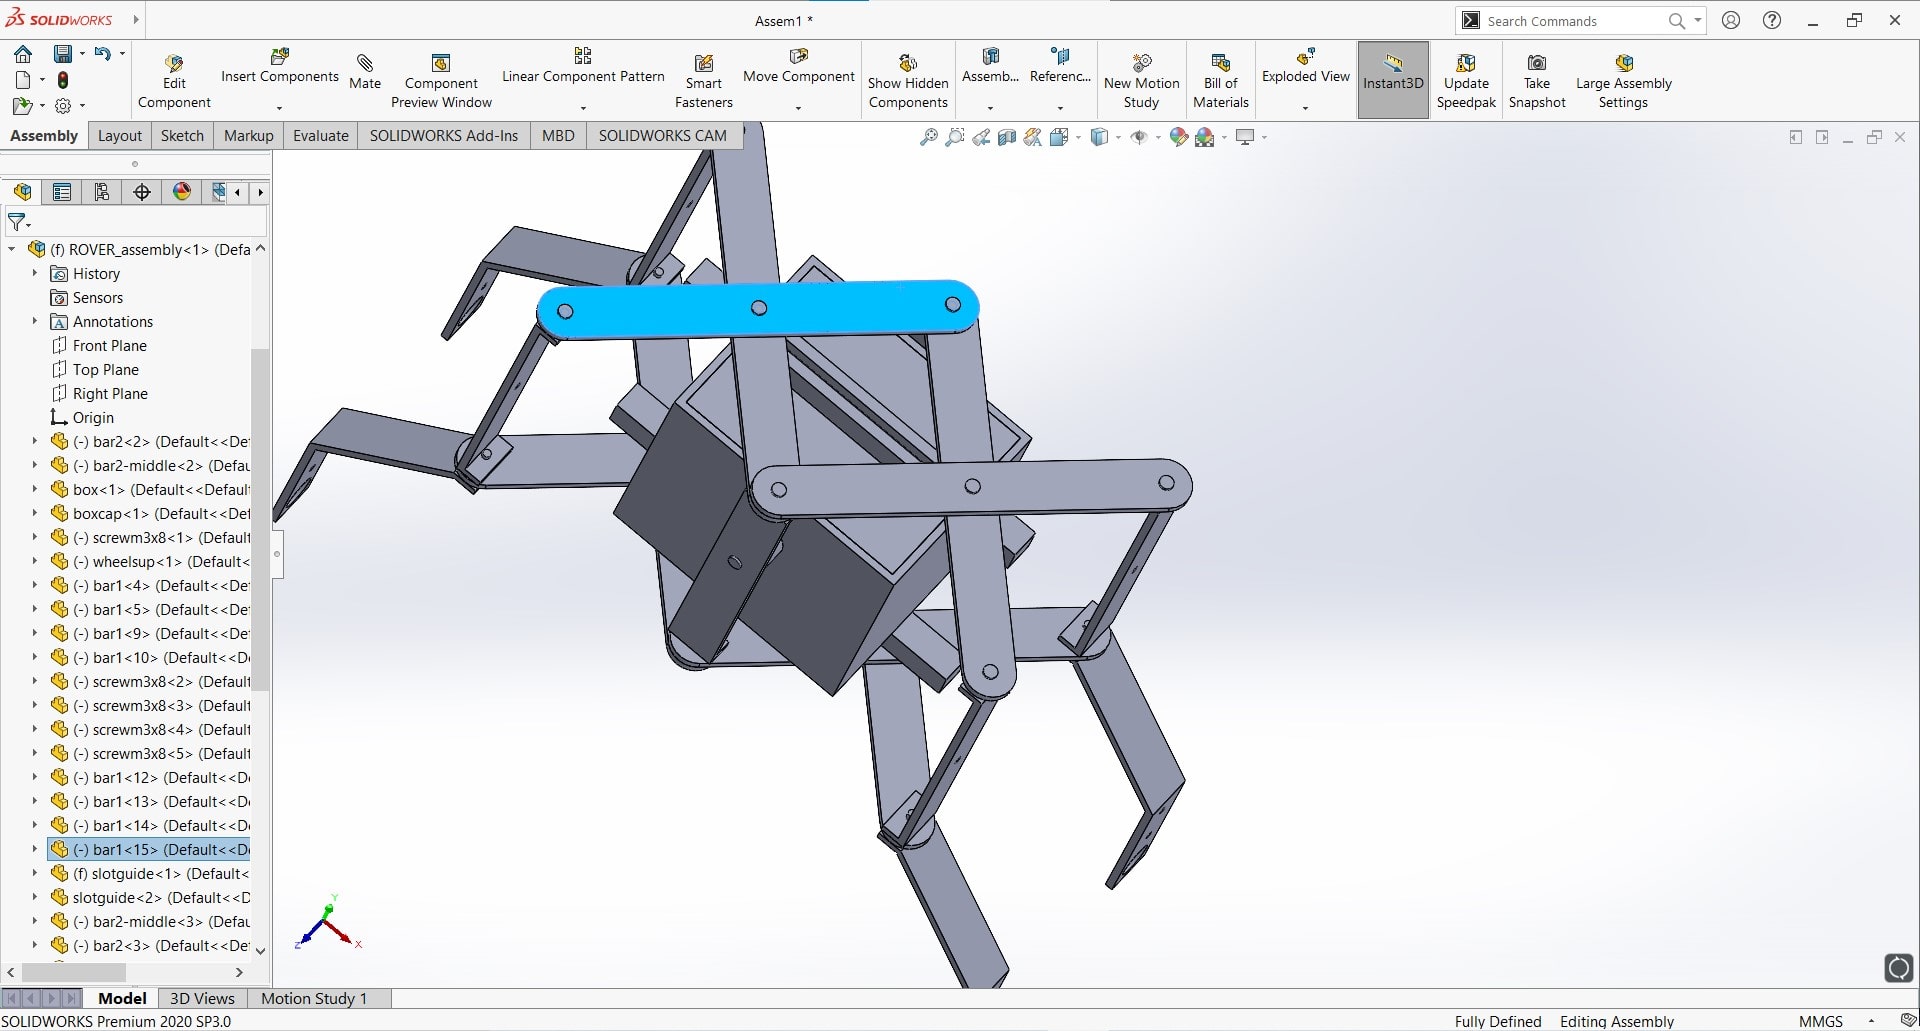 SOLIDWORKS
Assem1 *
Search Commands
Edit Component
Insert Components
Mate
Component Preview Window
Linear Component Pattern
Smart Fasteners
Move Component
Show Hidden Components
Assemb...
Referenc...
New Motion Study
Bill of Materials
Exploded View
Instant3D
Update Speedpak
Take Snapshot
Large Assembly Settings
Assembly
Layout
Sketch
Markup
Evaluate
SOLIDWORKS Add-Ins
MBD
SOLIDWORKS CAM
(f) ROVER_assembly<1> (Defa
History
Sensors
Annotations
Front Plane
Top Plane
Right Plane
Origin
(-) bar2<2> (Default<<De
(-) bar2-middle<2> (Defau
box<1> (Default<<Default
boxcap<1> (Default<<Def
(-) screwm3x8<1> (Default
(-) wheelsup<1> (Default<
(-) bar1<4> (Default<<De
(-) bar1<5> (Default<<De
(-) bar1<9> (Default<<De
(-) bar1<10> (Default<<D
(-) screwm3x8<2> (Default
(-) screwm3x8<3> (Default
(-) screwm3x8<4> (Default
(-) screwm3x8<5> (Default
(-) bar1<12> (Default<<D
(-) bar1<13> (Default<<D
(-) bar1<14> (Default<<D
(-) bar1<15> (Default<<D
(f) slotguide<1> (Default<
slotguide<2> (Default<<D
(-) bar2-middle<3> (Defau
(-) bar2<3> (Default<<De
Y
Z
X
Model
3D Views
Motion Study 1
SOLIDWORKS Premium 2020 SP3.0
Fully Defined
Editing Assembly
MMGS